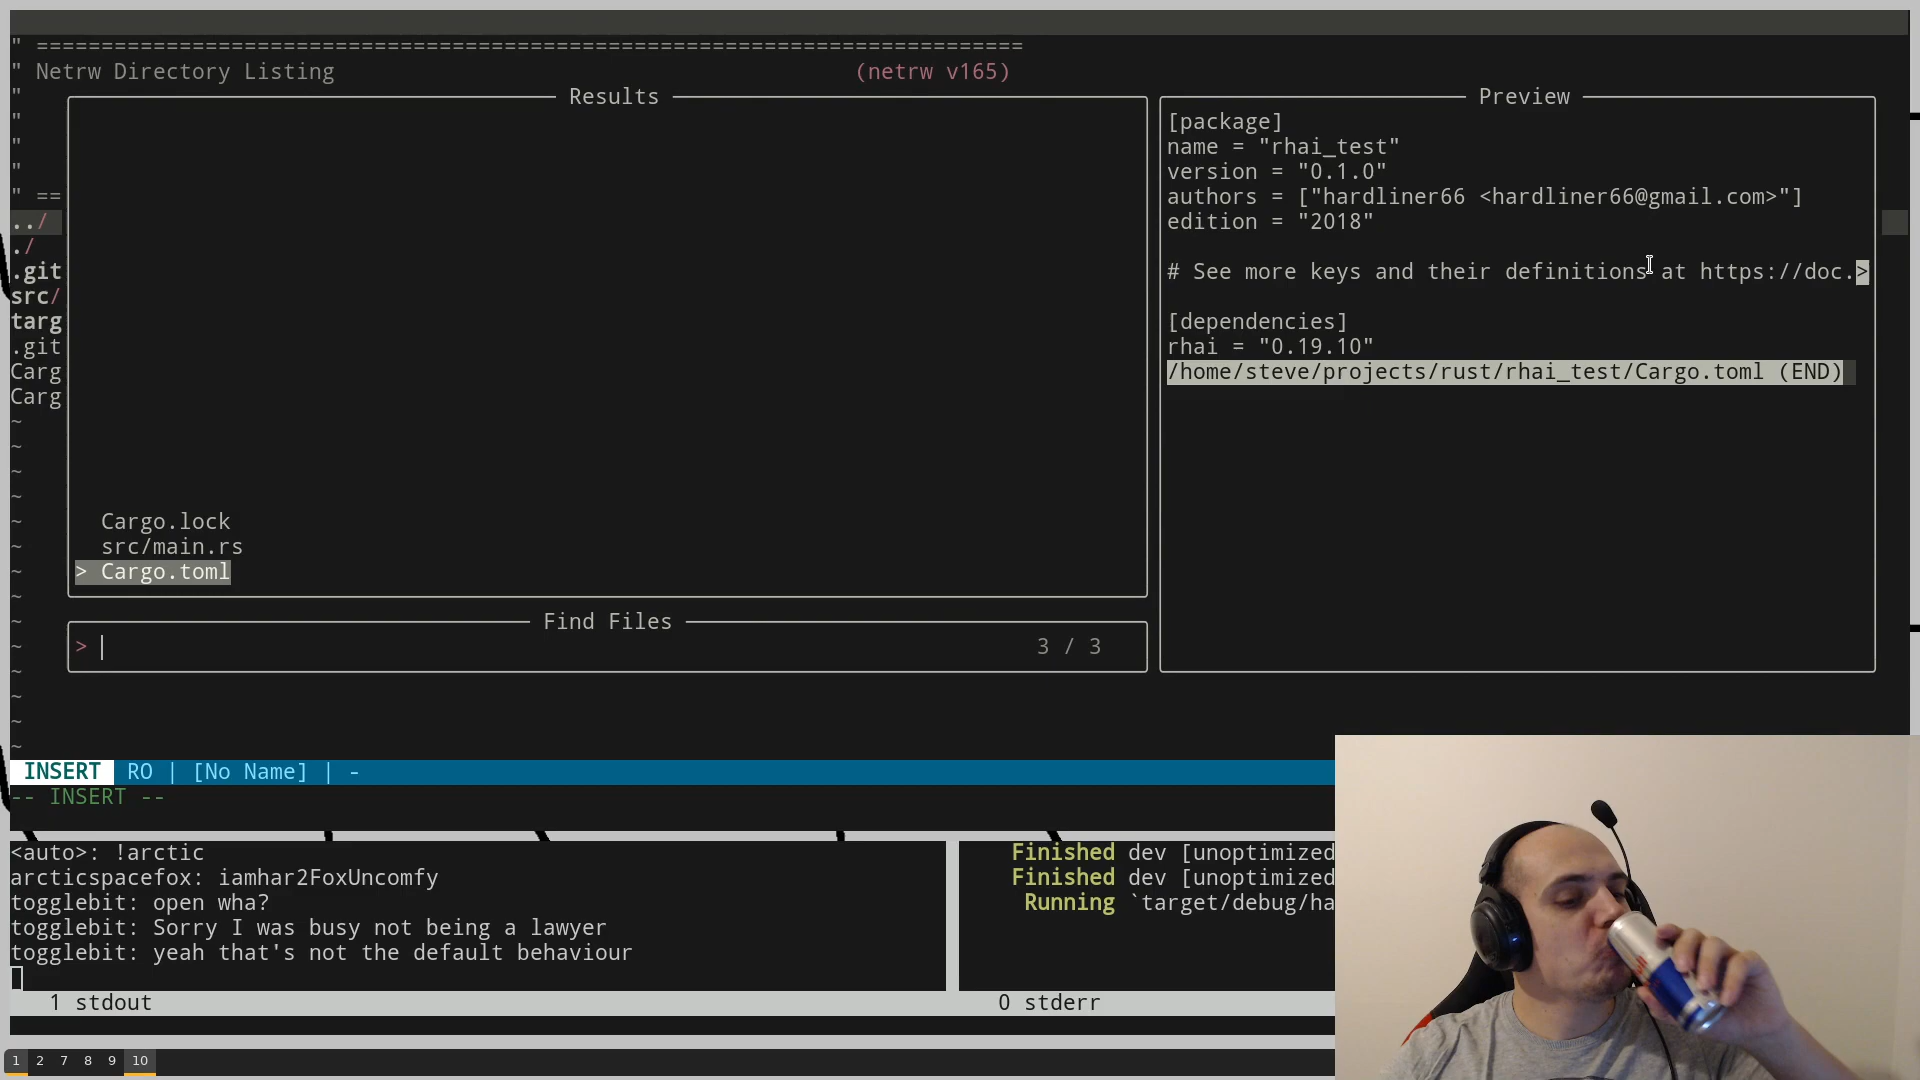 " =============================================================================
" Netrw Directory Listing (netrw v165)
"
"
"
"
" ==
../
./
.git
src/
targ
.git
Carg
Carg
~
~
~
~
~
~
~
~
~
~
~
~
~
~
Results
Cargo.lock
src/main.rs
> Cargo.toml
Find Files
> 3 / 3
Preview
[package]
name = "rhai_test"
version = "0.1.0"
authors = ["hardliner66 <hardliner66@gmail.com>"]
edition = "2018"
# See more keys and their definitions at https://doc.>
[dependencies]
rhai = "0.19.10"
/home/steve/projects/rust/rhai_test/Cargo.toml (END)
INSERT RO | [No Name] | -
-- INSERT --
<auto>: !arctic
arcticspacefox: iamhar2FoxUncomfy
togglebit: open wha?
togglebit: Sorry I was busy not being a lawyer
togglebit: yeah that's not the default behaviour
1 stdout
Finished dev [unoptimized
Finished dev [unoptimized
Running `target/debug/ha
0 stderr
1 2 7 8 9 10